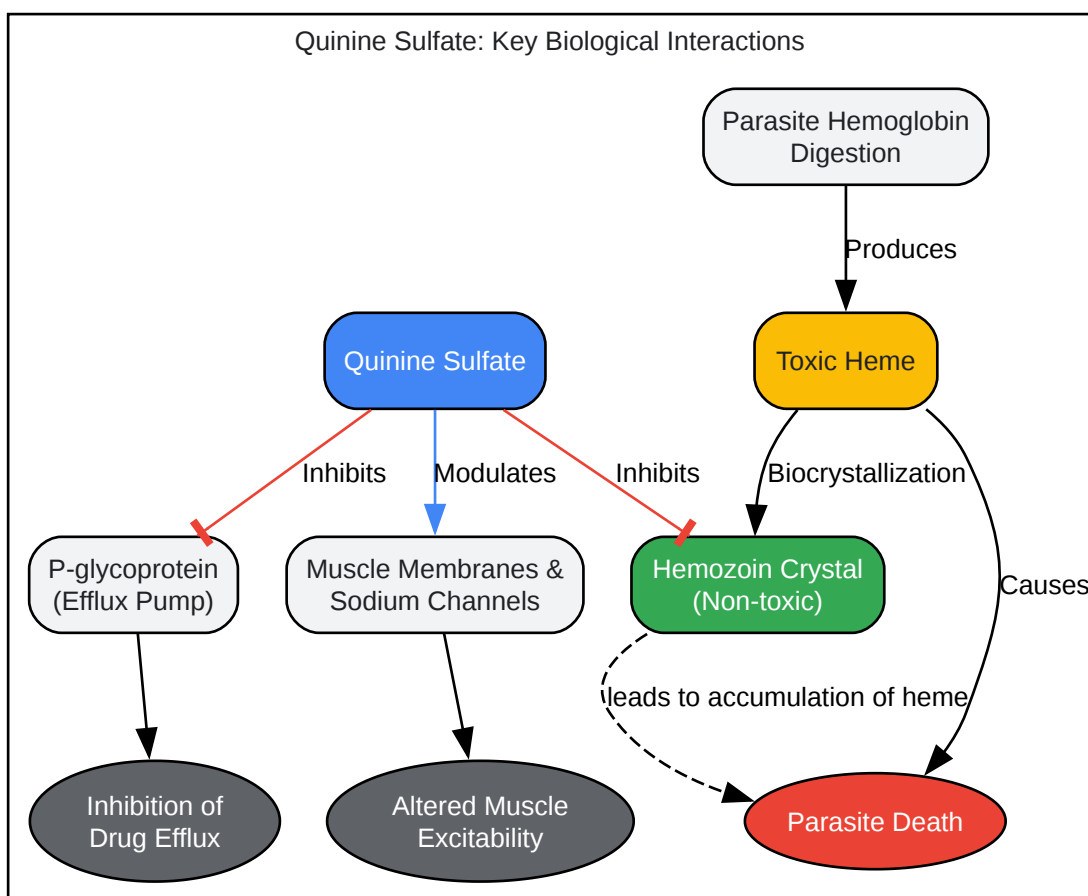 Quinine Sulfate: Key Biological Interactions
Parasite Hemoglobin
Digestion
Produces
Quinine Sulfate
Toxic Heme
Inhibits
Modulates
Inhibits
Biocrystallization
P-glycoprotein
(Efflux Pump)
Muscle Membranes &
Sodium Channels
Hemozoin Crystal
(Non-toxic)
Causes
leads to accumulation of heme
Inhibition of
Drug Efflux
Altered Muscle
Excitability
Parasite Death